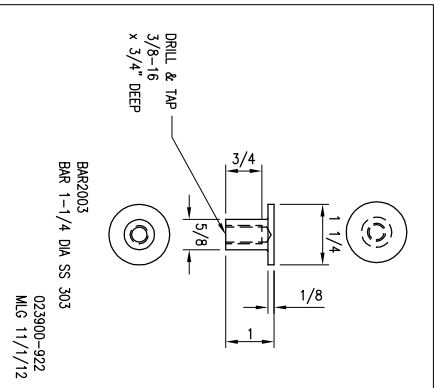 DRILL & TAP
3/8-16
x 3/4" DEEP
3/4
5/8
1 1/4
1/8
1
BAR2003
BAR 1-1/4 DIA SS 303
023900-922
MLG 11/1/12